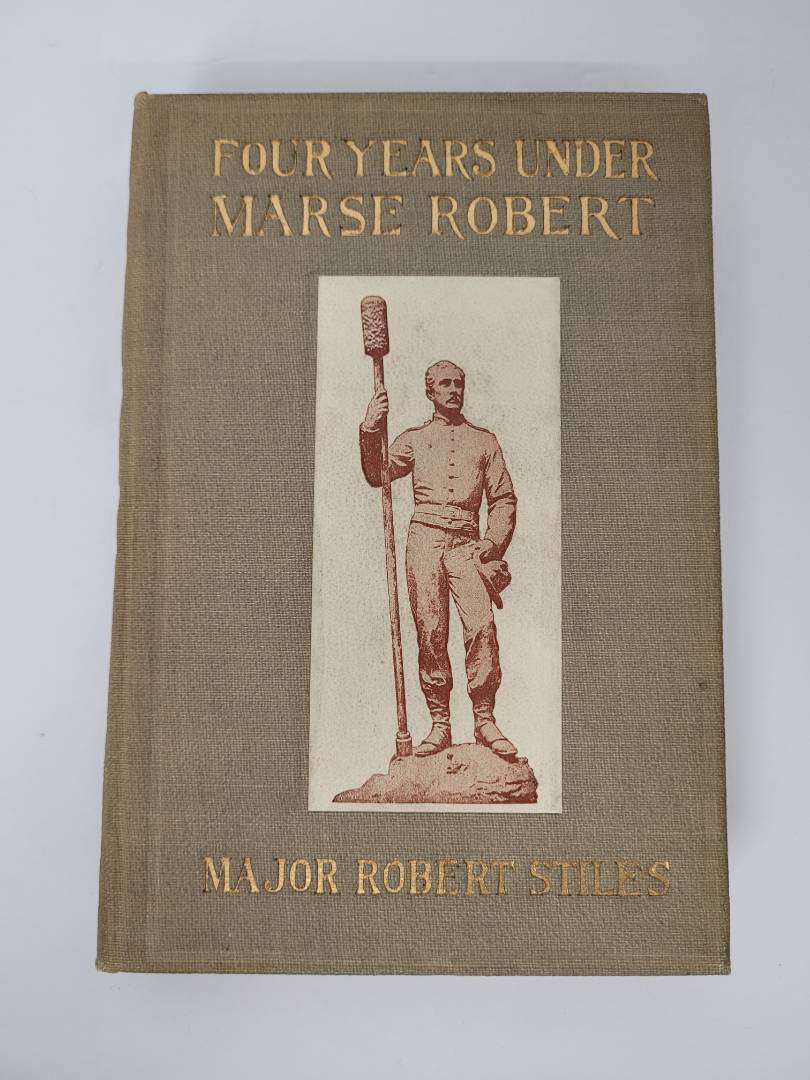 FOUR YEARS UNDER
MARSE ROBERT
MAJOR ROBERT STILES